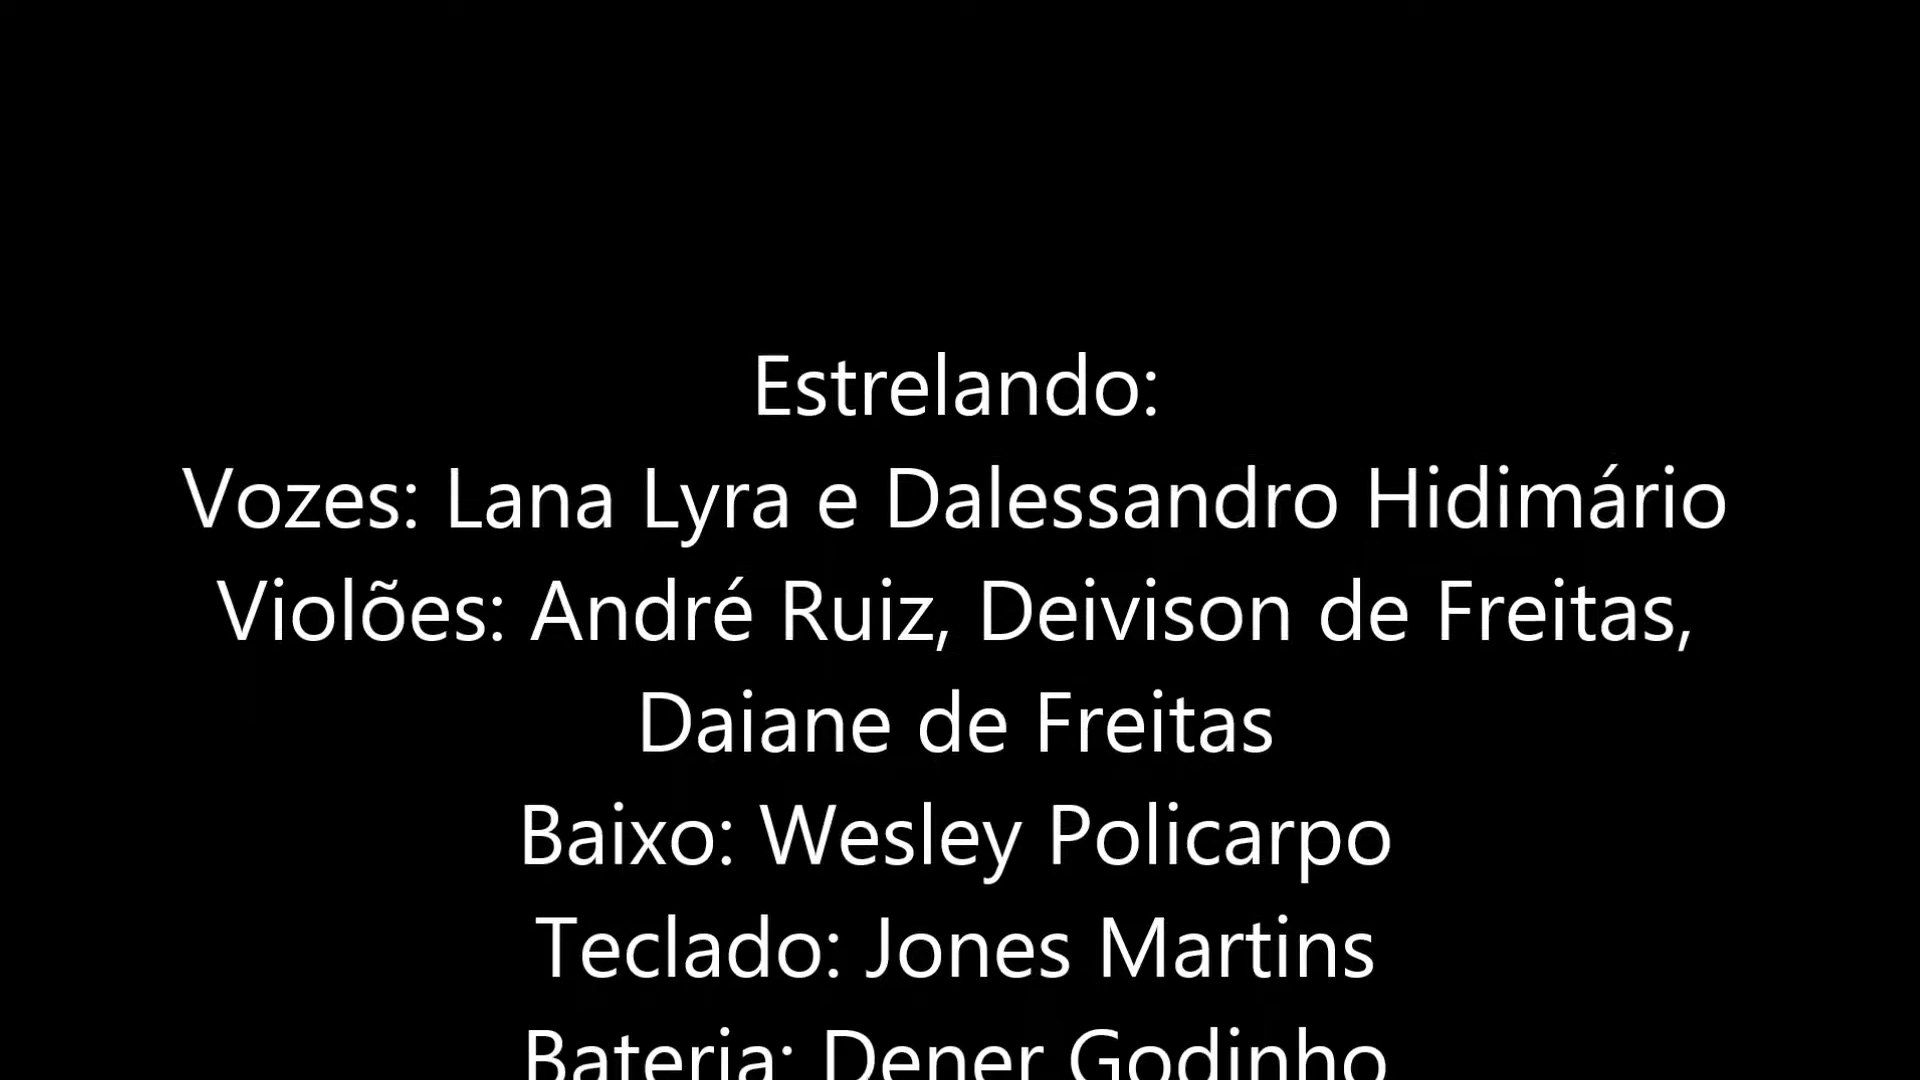 Estrelando:
Vozes: Lana Lyra e Dalessandro Hidimário
Violões: André Ruiz, Deivison de Freitas,
Daiane de Freitas
Baixo: Wesley Policarpo
Teclado: Jones Martins
Bateria: Dener Godinho